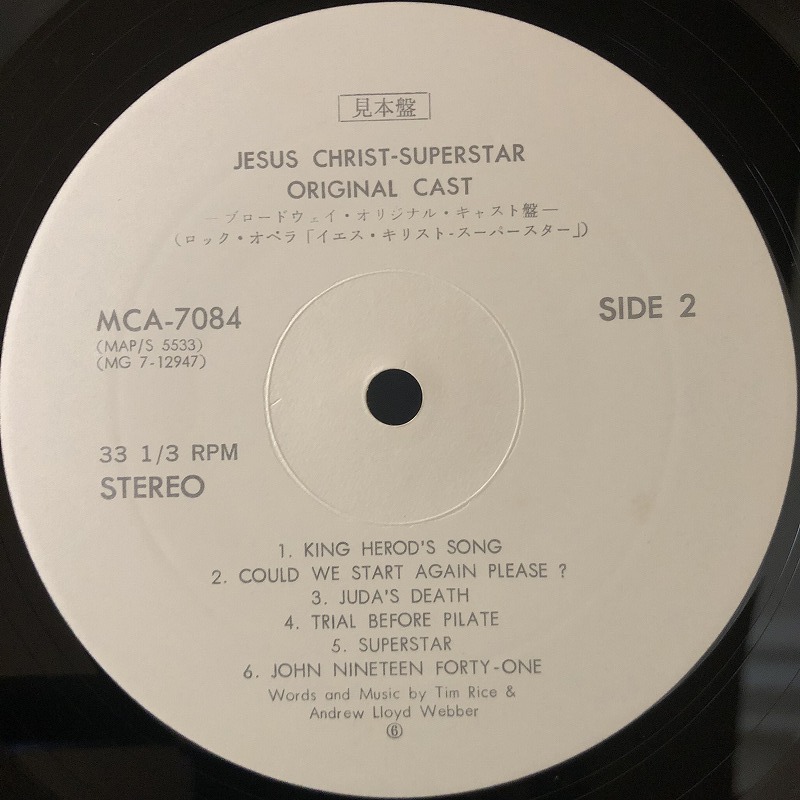 見本盤
JESUS CHRIST-SUPERSTAR
ORIGINAL CAST
―ブロードウェイ・オリジナル・キャスト盤―
(ロック・オペラ「イエス・キリスト-スーパースター」)
MCA-7084
SIDE 2
(MAP/S 5533)
(MG 7-12947)
33 1/3 RPM
STEREO
1. KING HEROD'S SONG
2. COULD WE START AGAIN PLEASE ?
3. JUDA'S DEATH
4. TRIAL BEFORE PILATE
5. SUPERSTAR
6. JOHN NINETEEN FORTY-ONE
Words and Music by Tim Rice &
Andrew Lloyd Webber
⑥